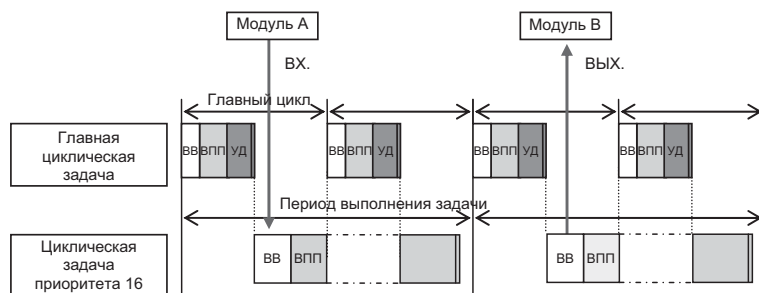 Модуль A
Модуль B
ВХ.
ВЫХ.
Главный цикл
Главная
циклическая
задача
ВВ ВПП УД
ВВ ВПП УД
ВВ ВПП УД
ВВ ВПП УД
Период выполнения задачи
Циклическая
задача
приоритета 16
ВВ ВПП
ВВ ВПП